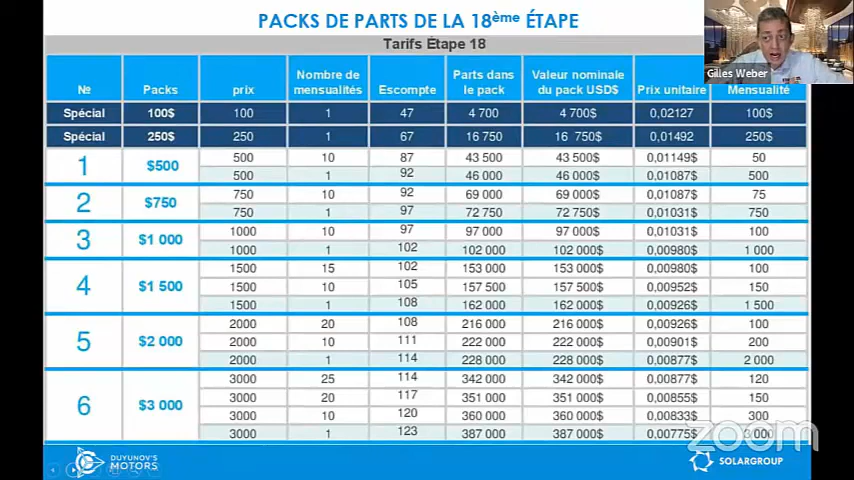 PACKS DE PARTS DE LA 18ème ÉTAPE
Tarifs Étape 18
Gilles Weber
№ Packs prix Nombre de mensualités Escompte Parts dans le pack Valeur nominale du pack USD$ Prix unitaire Mensualité
Spécial 100$ 100 1 47 4 700 4 700$ 0,02127 100$
Spécial 250$ 250 1 67 16 750 16 750$ 0,01492 250$
1 $500 500 10 87 43 500 43 500$ 0,01149$ 50
500 1 92 46 000 46 000$ 0,01087$ 500
2 $750 750 10 92 69 000 69 000$ 0,01087$ 75
750 1 97 72 750 72 750$ 0,01031$ 750
3 $1 000 1000 10 97 97 000 97 000$ 0,01031$ 100
1000 1 102 102 000 102 000$ 0,00980$ 1 000
4 $1 500 1500 15 102 153 000 153 000$ 0,00980$ 100
1500 10 105 157 500 157 500$ 0,00952$ 150
1500 1 108 162 000 162 000$ 0,00926$ 1 500
5 $2 000 2000 20 108 216 000 216 000$ 0,00926$ 100
2000 10 111 222 000 222 000$ 0,00901$ 200
2000 1 114 228 000 228 000$ 0,00877$ 2 000
6 $3 000 3000 25 114 342 000 342 000$ 0,00877$ 120
3000 20 117 351 000 351 000$ 0,00855$ 150
3000 10 120 360 000 360 000$ 0,00833$ 300
3000 1 123 387 000 387 000$ 0,00775$ 3 000
zoom
DUYUNOV'S
MOTORS
SOLARGROUP